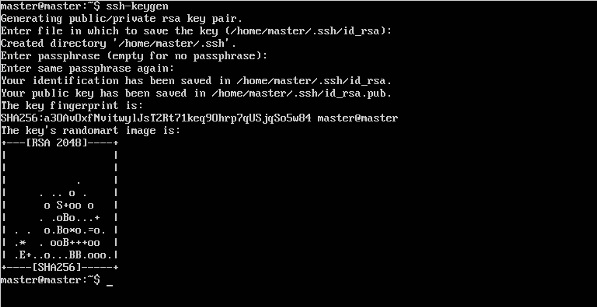 master@master:~$ ssh-keygen
Generating public/private rsa key pair.
Enter file in which to save the key (/home/master/.ssh/id_rsa):
Created directory '/home/master/.ssh'.
Enter passphrase (empty for no passphrase):
Enter same passphrase again:
Your identification has been saved in /home/master/.ssh/id_rsa.
Your public key has been saved in /home/master/.ssh/id_rsa.pub.
The key fingerprint is:
SHA256:a3OAvOxfNvitwylJsTZRt71keq9Ohrp7qUSjqSo5w84 master@master
The key's randomart image is:
+---[RSA 2048]----+
|                 |
|                 |
|           .     |
|     . .. o .    |
|      o S+oo o   |
|     . .oBo...+  |
| . .  o.Bo*o.=o. |
| .*  . ooB+++oo  |
| .E+..o...BB.ooo.|
+----[SHA256]-----+
master@master:~$ _